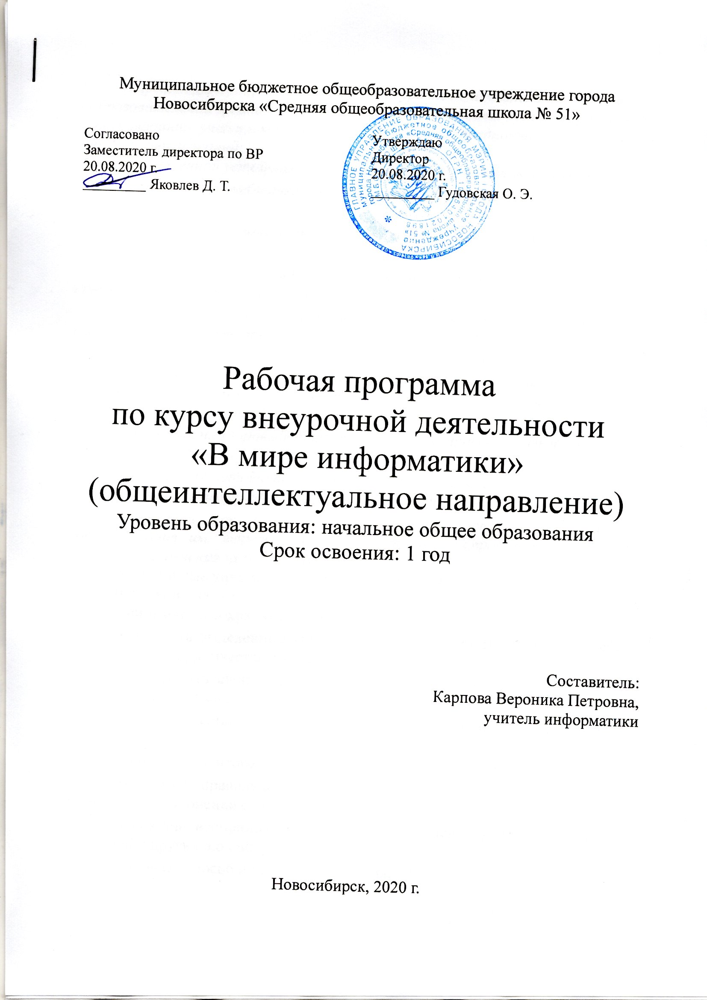 Муниципальное бюджетное общеобразовательное учреждение города
Новосибирска «Средняя общеобразовательная школа № 51»
Согласовано
Заместитель директора по ВР
20.08.2020 г.
Яковлев Д. Т.
Утверждаю
Директор
20.08.2020 г.
Гудовская О. Э.
ГЛАВНОЕ УПРАВЛЕНИЕ ОБРАЗОВАНИЯ МЭРИИ ГОРОДА НОВОСИБИРСКА
Муниципальное бюджетное общеобразовательное учреждение
города Новосибирска «Средняя общеобразовательная школа № 51»
Рабочая программа
по курсу внеурочной деятельности
«В мире информатики»
(общеинтеллектуальное направление)
Уровень образования: начальное общее образования
Срок освоения: 1 год
Составитель:
Карпова Вероника Петровна,
учитель информатики
Новосибирск, 2020 г.